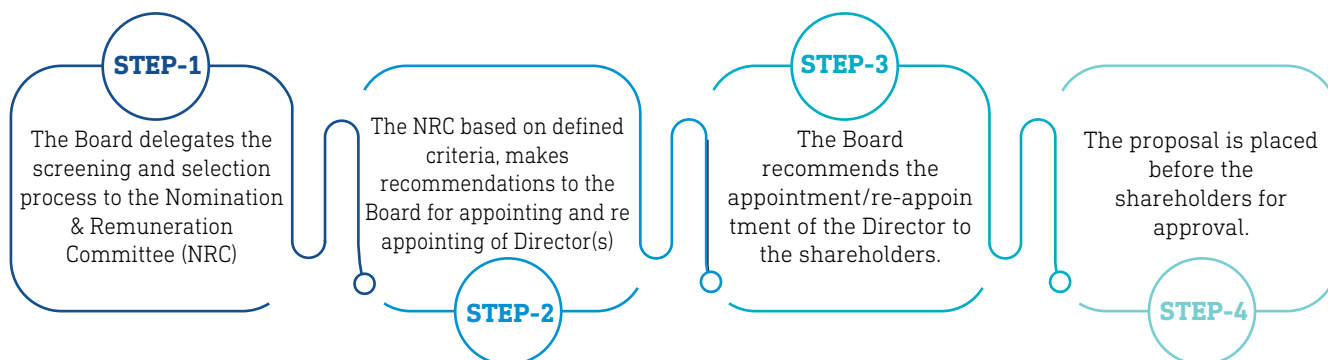 STEP-1
The Board delegates the
screening and selection
process to the Nomination
& Remuneration
Committee (NRC)
The NRC based on defined
criteria, makes
recommendations to the
Board for appointing and re
appointing of Director(s)
STEP-2
STEP-3
The Board
recommends the
appointment/re-appoin
tment of the Director to
the shareholders.
The proposal is placed
before the
shareholders for
approval.
STEP-4